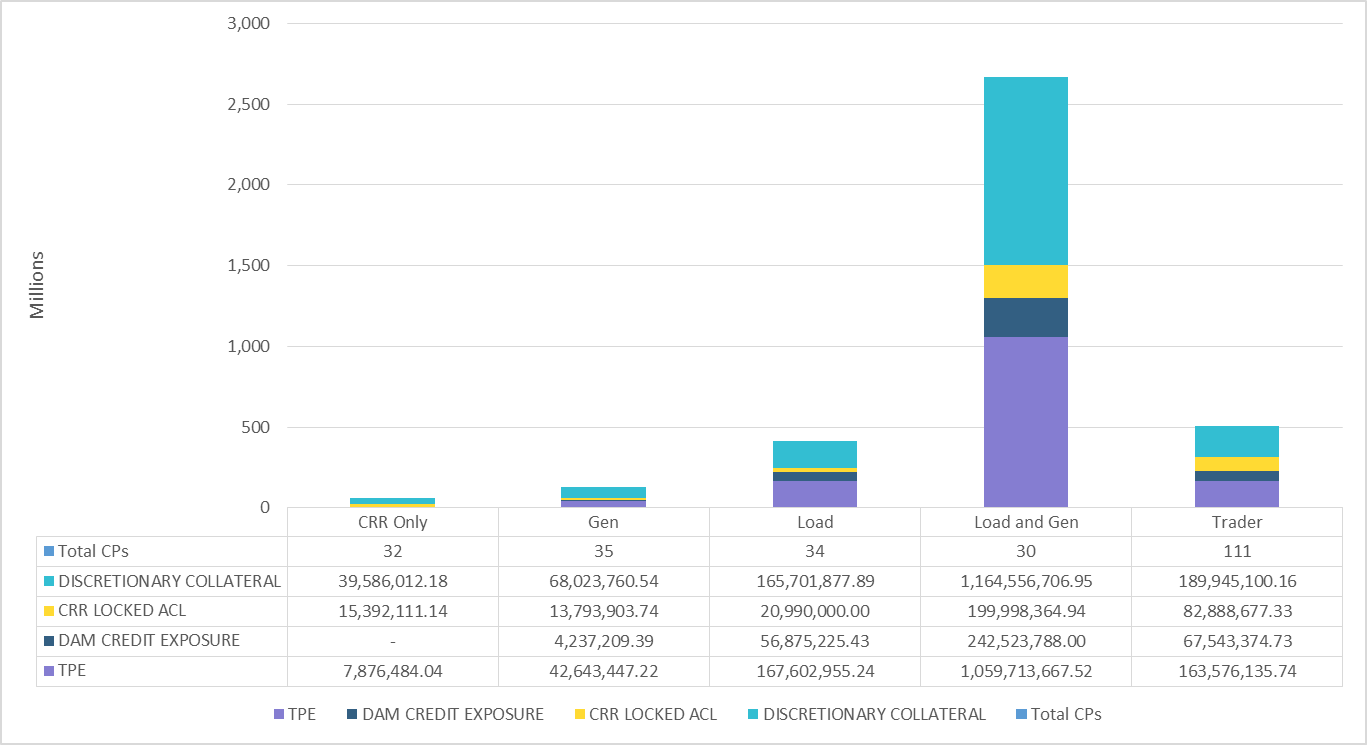 3,000
2,500
2,000
1,500
1,000
500
0
Millions
CRR Only Gen Load Load and Gen Trader
Total CPs 32 35 34 30 111
DISCRETIONARY COLLATERAL 39,586,012.18 68,023,760.54 165,701,877.89 1,164,556,706.95 189,945,100.16
CRR LOCKED ACL 15,392,111.14 13,793,903.74 20,990,000.00 199,998,364.94 82,888,677.33
DAM CREDIT EXPOSURE - 4,237,209.39 56,875,225.43 242,523,788.00 67,543,374.73
TPE 7,876,484.04 42,643,447.22 167,602,955.24 1,059,713,667.52 163,576,135.74
TPE DAM CREDIT EXPOSURE CRR LOCKED ACL DISCRETIONARY COLLATERAL Total CPs